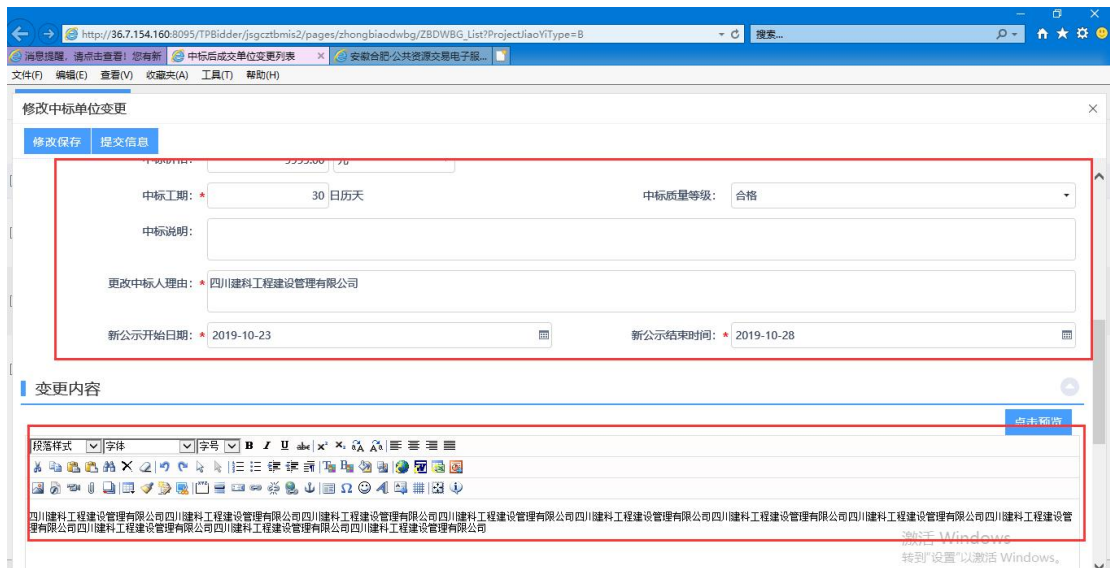 http://36.7.154.160:8095/TPBidder/jsgcztbmis2/pages/zhongbiaodwbg/ZBDWBG_List?ProjectJiaoYiType=B
搜索...
消息提醒，请点击查看！您有新
中标后成交单位变更列表
安徽合肥公共资源交易电子服...
文件(F) 编辑(E) 查看(V) 收藏夹(A) 工具(T) 帮助(H)
修改中标单位变更
修改保存 提交信息
中标工期：* 30 日历天 中标质量等级： 合格
中标说明：
更改中标人理由：* 四川建科工程建设管理有限公司
新公示开始日期：* 2019-10-23 新公示结束时间：* 2019-10-28
变更内容
点击预览
段落样式 字体 字号
四川建科工程建设管理有限公司四川建科工程建设管理有限公司四川建科工程建设管理有限公司四川建科工程建设管理有限公司四川建科工程建设管理有限公司四川建科工程建设管理有限公司四川建科工程建设管理有限公司四川建科工程建设管
理有限公司四川建科工程建设管理有限公司四川建科工程建设管理有限公司四川建科工程建设管理有限公司
激活 Windows
转到"设置"以激活 Windows。